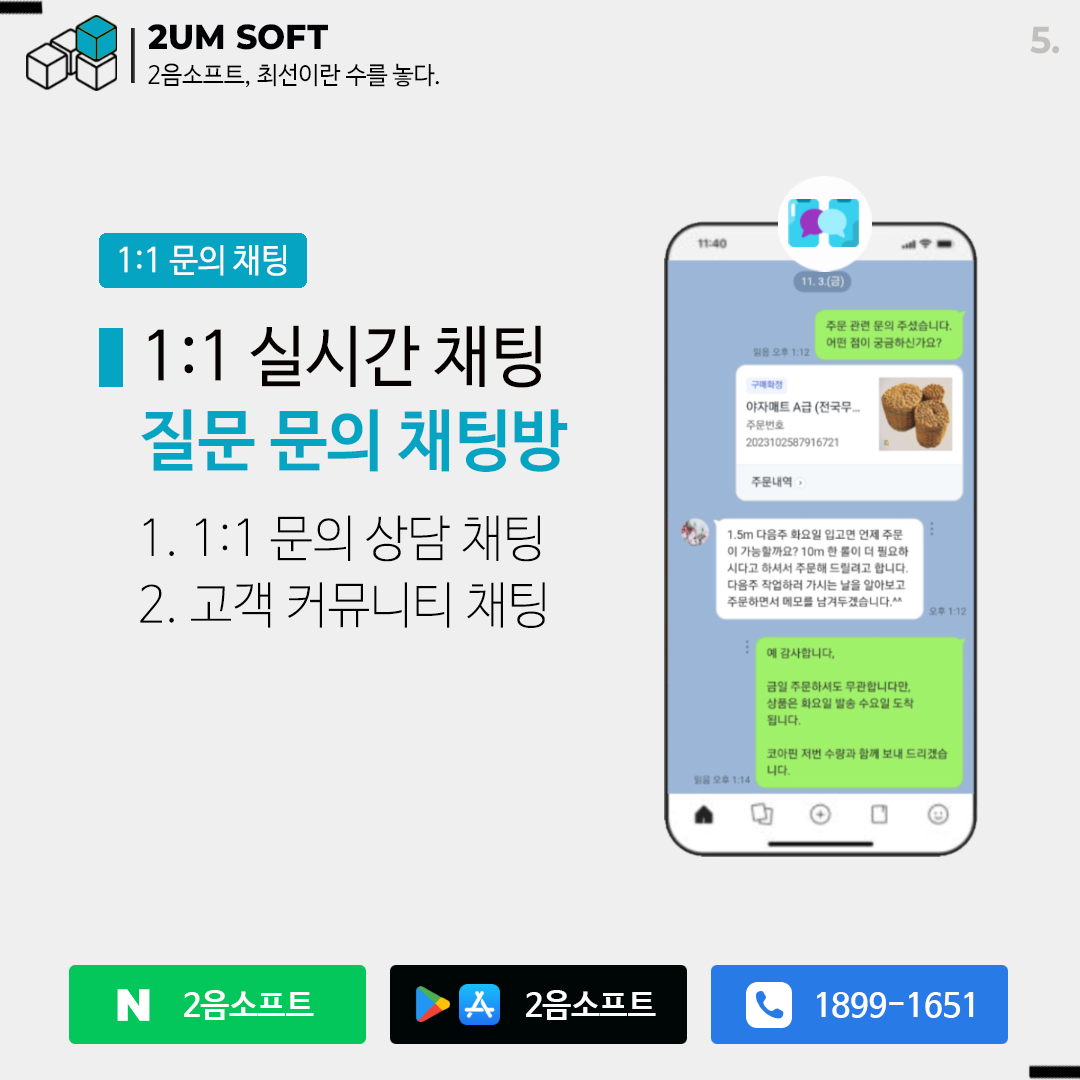 2UM SOFT
2음소프트, 최선이란 수를 놓다.
5.
1:1 문의 채팅
1:1 실시간 채팅
질문 문의 채팅방
1. 1:1 문의 상담 채팅
2. 고객 커뮤니티 채팅
11:40
11. 3.(금)
주문 관련 문의 주셨습니다.
어떤 점이 궁금하신가요?
읽음 오후 1:12
구매확정
야자매트 A급 (전국무...
주문번호
2023102587916721
주문내역 ›
1.5m 다음주 화요일 입고면 언제 주문
이 가능할까요? 10m 한 롤이 더 필요하
시다고 하셔서 주문해 드릴려고 합니다.
다음주 작업하러 가시는 날을 알아보고
주문하면서 메모를 남겨두겠습니다.^^
오후 1:12
예 감사합니다,
금일 주문하셔도 무관합니다만,
상품은 화요일 발송 수요일 도착
됩니다.
코아핀 저번 수량과 함께 보내 드리겠습
니다.
읽음 오후 1:14
N 2음소프트
2음소프트
1899-1651